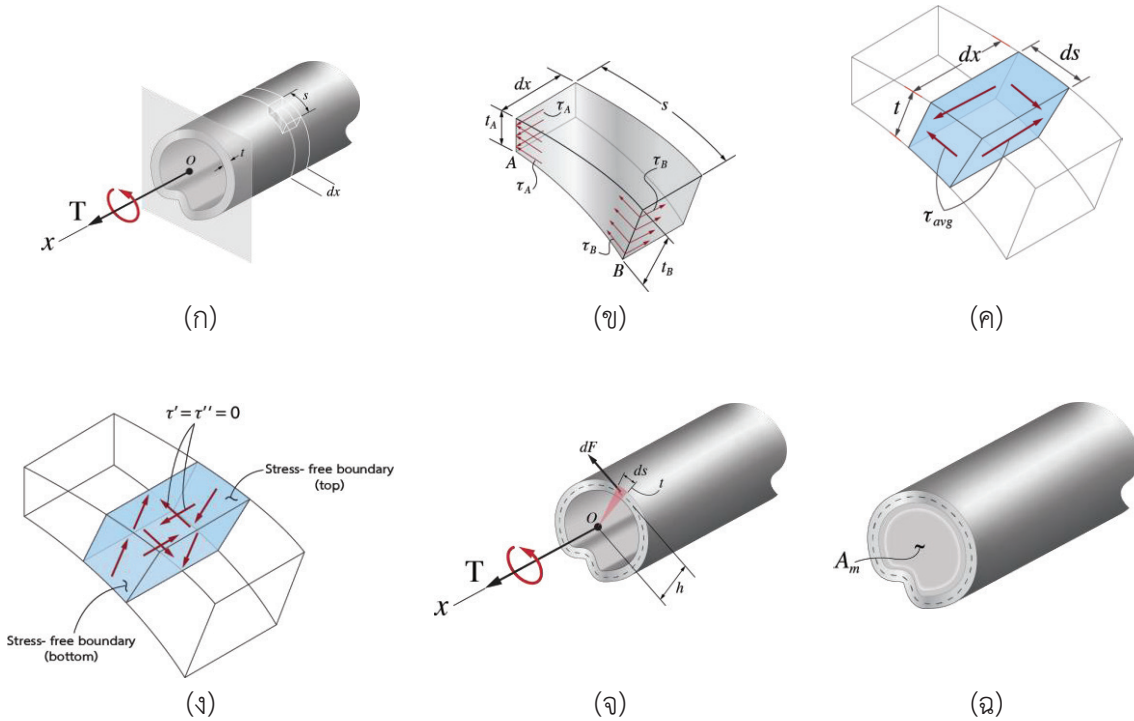 s
O
t
dx
T
x
(ก)
dx
s
t_A
τ_A
A
τ_A
τ_B
τ_B
B
t_B
(ข)
dx
ds
t
τ_avg
(ค)
τ′ = τ″ = 0
Stress- free boundary
(top)
Stress- free boundary
(bottom)
(ง)
dF
ds
t
O
T
x
h
(จ)
A_m
(ฉ)